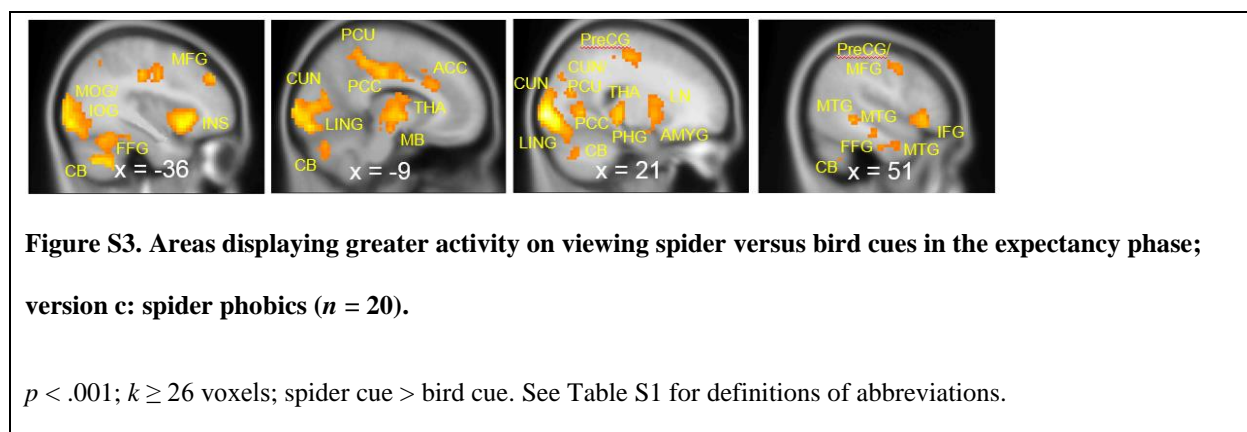 MFG
MOG/
IOG
INS
FFG
CB
x = -36
PCU
ACC
CUN
PCC
THA
LING
MB
CB
x = -9
PreCG
CUN/
CUN
PCU
THA
LN
PCC
LING
PHG
AMYG
CB
x = 21
PreCG/
MFG
MTG
MTG
IFG
FFG
MTG
CB
x = 51
Figure S3. Areas displaying greater activity on viewing spider versus bird cues in the expectancy phase;
version c: spider phobics (n = 20).
p < .001; k ≥ 26 voxels; spider cue > bird cue. See Table S1 for definitions of abbreviations.